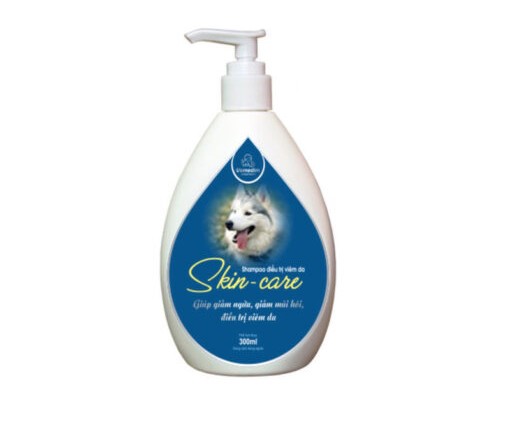 Shampoo điều trị viêm da
Skin-care
Giúp giảm ngứa, giảm mùi hôi,
điều trị viêm da
300ml